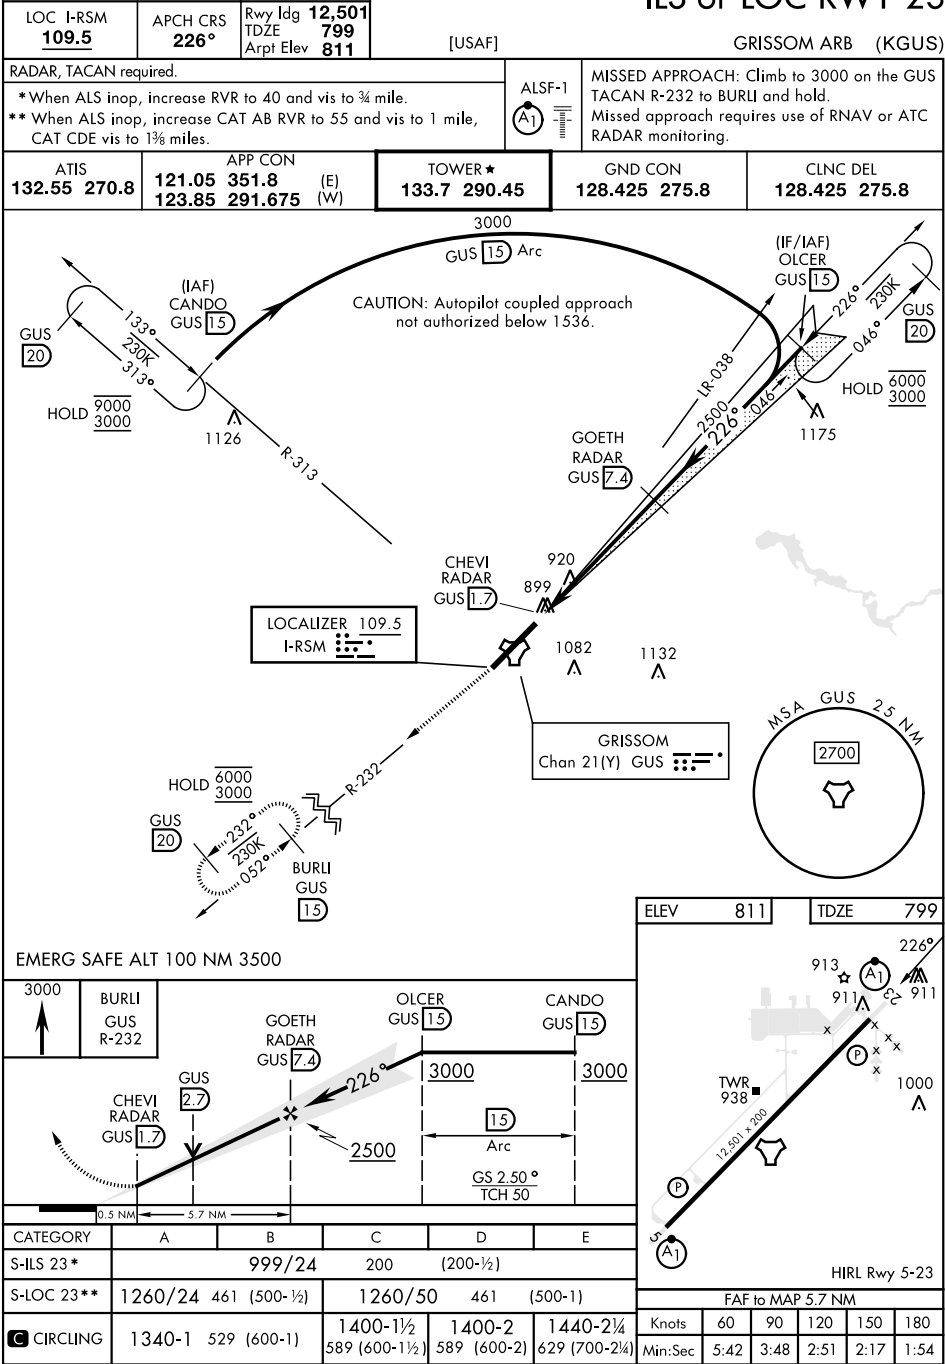 ILS or LOC RWY 23
LOC I-RSM
109.5
APCH CRS
226°
Rwy ldg 12,501
TDZE 799
Arpt Elev 811
[USAF]
GRISSOM ARB (KGUS)
RADAR, TACAN required.
* When ALS inop, increase RVR to 40 and vis to ¾ mile.
** When ALS inop, increase CAT AB RVR to 55 and vis to 1 mile,
CAT CDE vis to 1⅜ miles.
ALSF-1
A1
MISSED APPROACH: Climb to 3000 on the GUS
TACAN R-232 to BURLI and hold.
Missed approach requires use of RNAV or ATC
RADAR monitoring.
ATIS
132.55 270.8
APP CON
121.05 351.8 (E)
123.85 291.675 (W)
TOWER★
133.7 290.45
GND CON
128.425 275.8
CLNC DEL
128.425 275.8
3000
GUS 15 Arc
(IAF)
CANDO
GUS 15
CAUTION: Autopilot coupled approach
not authorized below 1536.
(IF/IAF)
OLCER
GUS 15
226°
230K
046°
GUS
20
HOLD 6000
3000
1175
GUS
20
133°
230K
313°
HOLD 9000
3000
1126
R-313
LR-038
2500
226°
046
GOETH
RADAR
GUS 7.4
CHEVI
RADAR
GUS 1.7
920
899
LOCALIZER 109.5
I-RSM
1082
1132
GRISSOM
Chan 21(Y) GUS
MSA GUS 25 NM
2700
R-232
HOLD 6000
3000
GUS
20
232°
230K
052°
BURLI
GUS
15
EMERG SAFE ALT 100 NM 3500
3000
BURLI
GUS
R-232
CHEVI
RADAR
GUS 1.7
GUS
2.7
GOETH
RADAR
GUS 7.4
OLCER
GUS 15
CANDO
GUS 15
226°
3000
3000
2500
15
Arc
GS 2.50°
TCH 50
0.5 NM
5.7 NM
ELEV 811
TDZE 799
226°
913
A1
911
911
23
P
TWR
938
1000
12,501 x 200
P
5
A1
HIRL Rwy 5-23
CATEGORY A B C D E
S-ILS 23* 999/24 200 (200-½)
S-LOC 23** 1260/24 461 (500-½) 1260/50 461 (500-1)
C CIRCLING 1340-1 529 (600-1) 1400-1½ 589 (600-1½) 1400-2 589 (600-2) 1440-2¼ 629 (700-2¼)
FAF to MAP 5.7 NM
Knots 60 90 120 150 180
Min:Sec 5:42 3:48 2:51 2:17 1:54